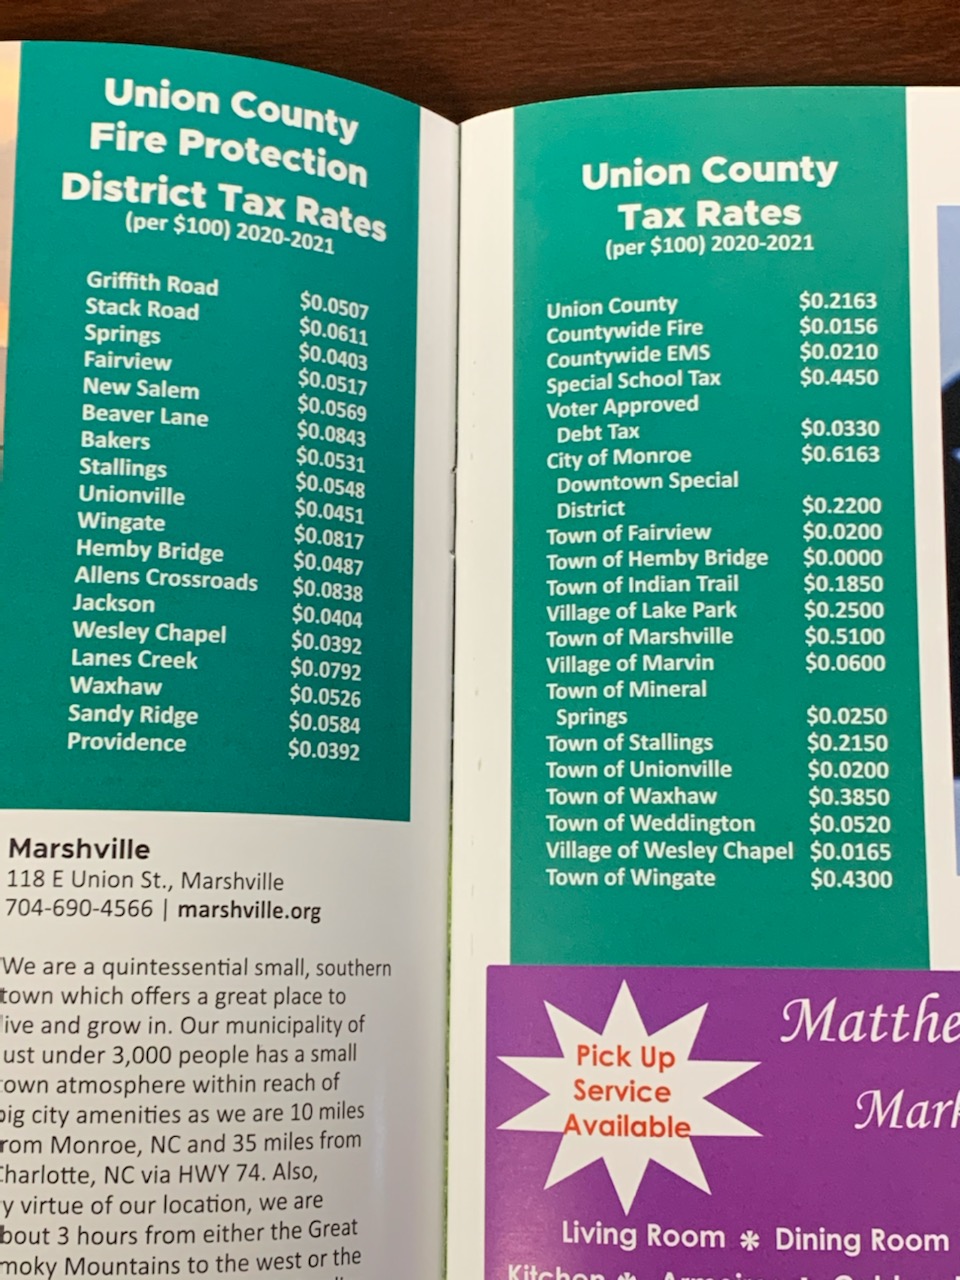 Union County
Fire Protection
District Tax Rates
(per $100) 2020-2021
Griffith Road $0.0507
Stack Road $0.0611
Springs $0.0403
Fairview $0.0517
New Salem $0.0569
Beaver Lane $0.0843
Bakers $0.0531
Stallings $0.0548
Unionville $0.0451
Wingate $0.0817
Hemby Bridge $0.0487
Allens Crossroads $0.0838
Jackson $0.0404
Wesley Chapel $0.0392
Lanes Creek $0.0792
Waxhaw $0.0526
Sandy Ridge $0.0584
Providence $0.0392
Marshville
118 E Union St., Marshville
704-690-4566 | marshville.org
"We are a quintessential small, southern
town which offers a great place to
live and grow in. Our municipality of
ust under 3,000 people has a small
own atmosphere within reach of
big city amenities as we are 10 miles
rom Monroe, NC and 35 miles from
Charlotte, NC via HWY 74. Also,
y virtue of our location, we are
bout 3 hours from either the Great
moky Mountains to the west or the
Union County
Tax Rates
(per $100) 2020-2021
Union County $0.2163
Countywide Fire $0.0156
Countywide EMS $0.0210
Special School Tax $0.4450
Voter Approved
Debt Tax $0.0330
City of Monroe $0.6163
Downtown Special
District $0.2200
Town of Fairview $0.0200
Town of Hemby Bridge $0.0000
Town of Indian Trail $0.1850
Village of Lake Park $0.2500
Town of Marshville $0.5100
Village of Marvin $0.0600
Town of Mineral
Springs $0.0250
Town of Stallings $0.2150
Town of Unionville $0.0200
Town of Waxhaw $0.3850
Town of Weddington $0.0520
Village of Wesley Chapel $0.0165
Town of Wingate $0.4300
Pick Up
Service
Available
Matthe
Mark
Living Room * Dining Room
Kitchen *